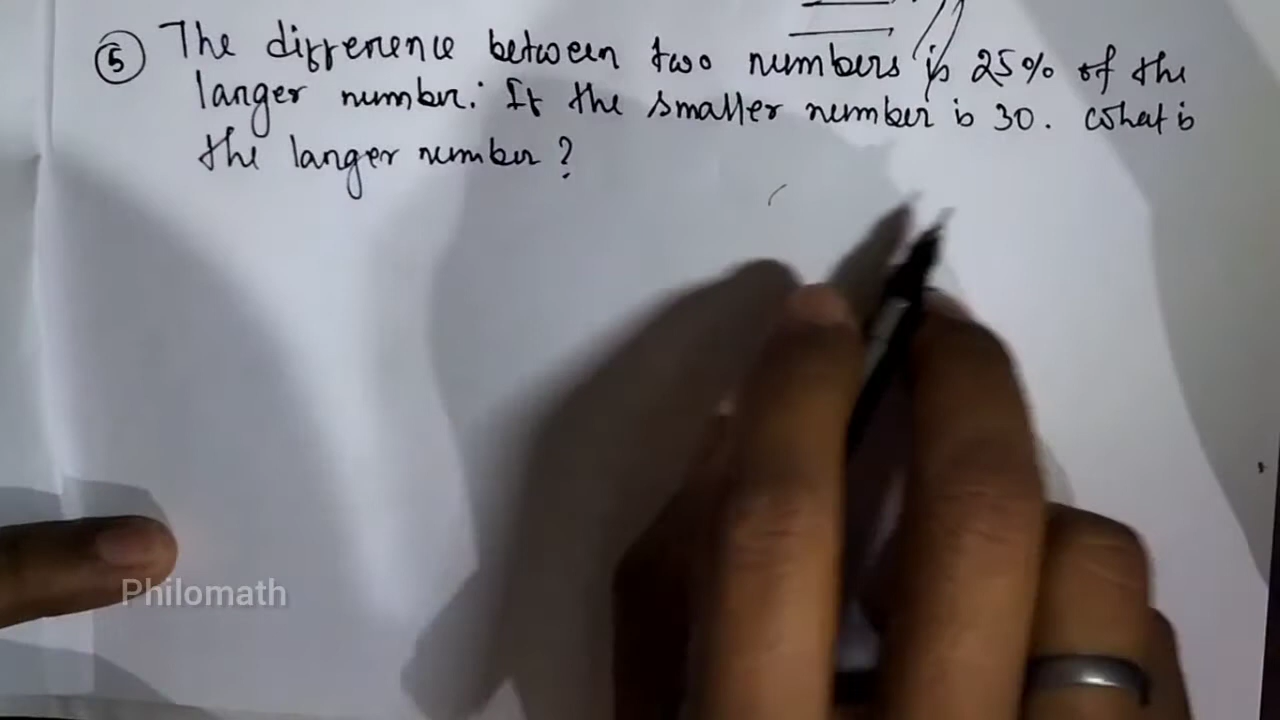 5 The difference between two numbers is 25% of the
larger number. If the smaller number is 30. What is
the larger number ?
Philomath